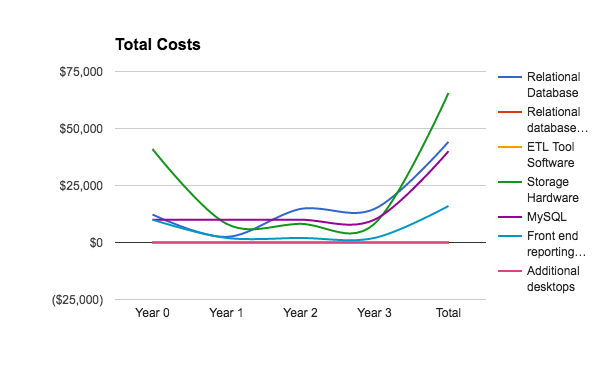 Total Costs
$75,000
$50,000
$25,000
$0
($25,000)
Year 0
Year 1
Year 2
Year 3
Total
Relational
Database
Relational
database…
ETL Tool
Software
Storage
Hardware
MySQL
Front end
reporting…
Additional
desktops